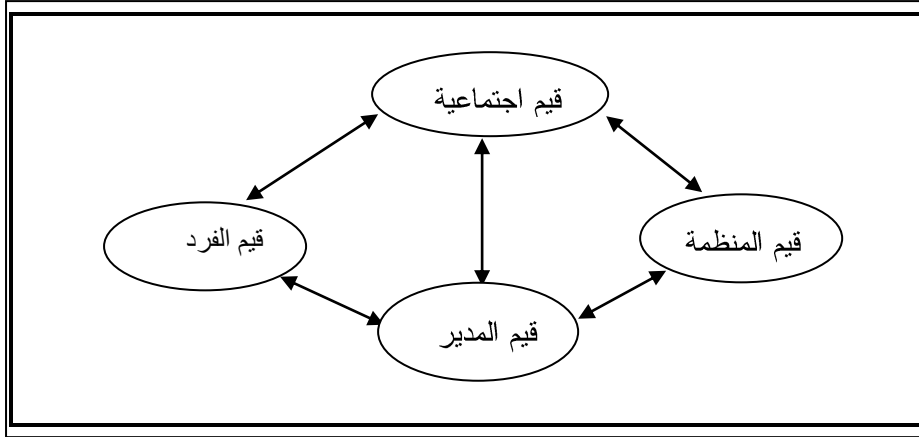 قيم اجتماعية
قيم المنظمة
قيم الفرد
قيم المدير